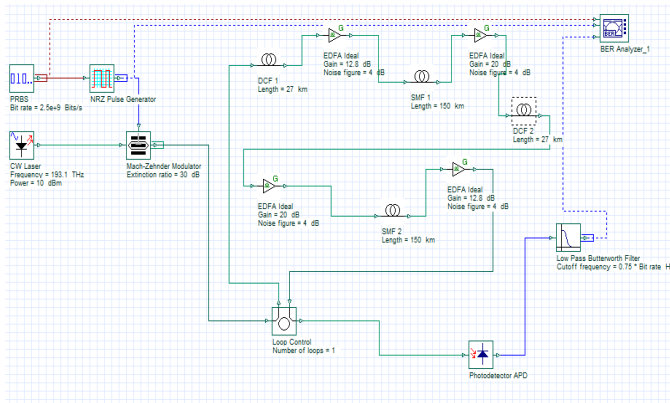 BER Analyzer_1
PRBS
Bit rate = 2.5e+9 Bits/s
NRZ Pulse Generator
DCF 1
Length = 27 km
G
EDFA Ideal
Gain = 12.8 dB
Noise figure = 4 dB
SMF 1
Length = 150 km
G
EDFA Ideal
Gain = 20 dB
Noise figure = 4 dB
DCF 2
Length = 27 km
CW Laser
Frequency = 193.1 THz
Power = 10 dBm
Mach-Zehnder Modulator
Extinction ratio = 30 dB
G
EDFA Ideal
Gain = 20 dB
Noise figure = 4 dB
SMF 2
Length = 150 km
G
EDFA Ideal
Gain = 12.8 dB
Noise figure = 4 dB
Low Pass Butterworth Filter
Cutoff frequency = 0.75 * Bit rate H
Loop Control
Number of loops = 1
Photodetector APD